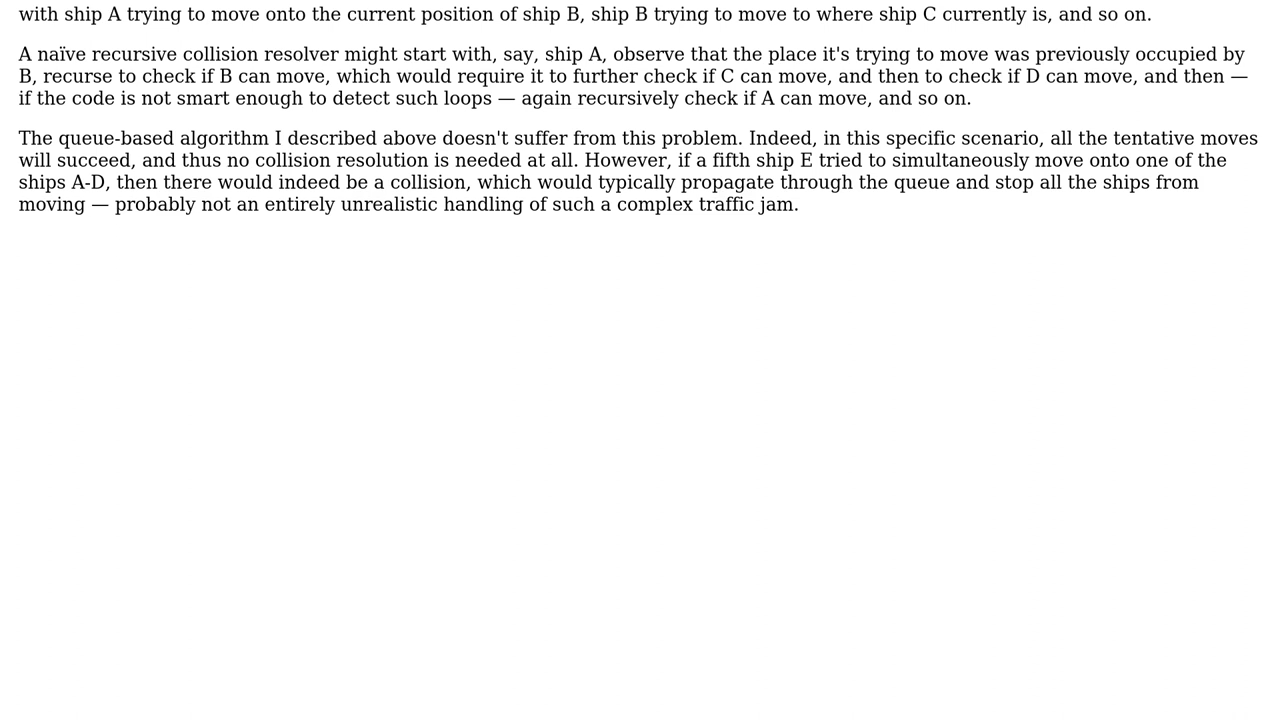 with ship A trying to move onto the current position of ship B, ship B trying to move to where ship C currently is, and so on.
A naïve recursive collision resolver might start with, say, ship A, observe that the place it's trying to move was previously occupied by
B, recurse to check if B can move, which would require it to further check if C can move, and then to check if D can move, and then —
if the code is not smart enough to detect such loops — again recursively check if A can move, and so on.
The queue-based algorithm I described above doesn't suffer from this problem. Indeed, in this specific scenario, all the tentative moves
will succeed, and thus no collision resolution is needed at all. However, if a fifth ship E tried to simultaneously move onto one of the
ships A-D, then there would indeed be a collision, which would typically propagate through the queue and stop all the ships from
moving — probably not an entirely unrealistic handling of such a complex traffic jam.